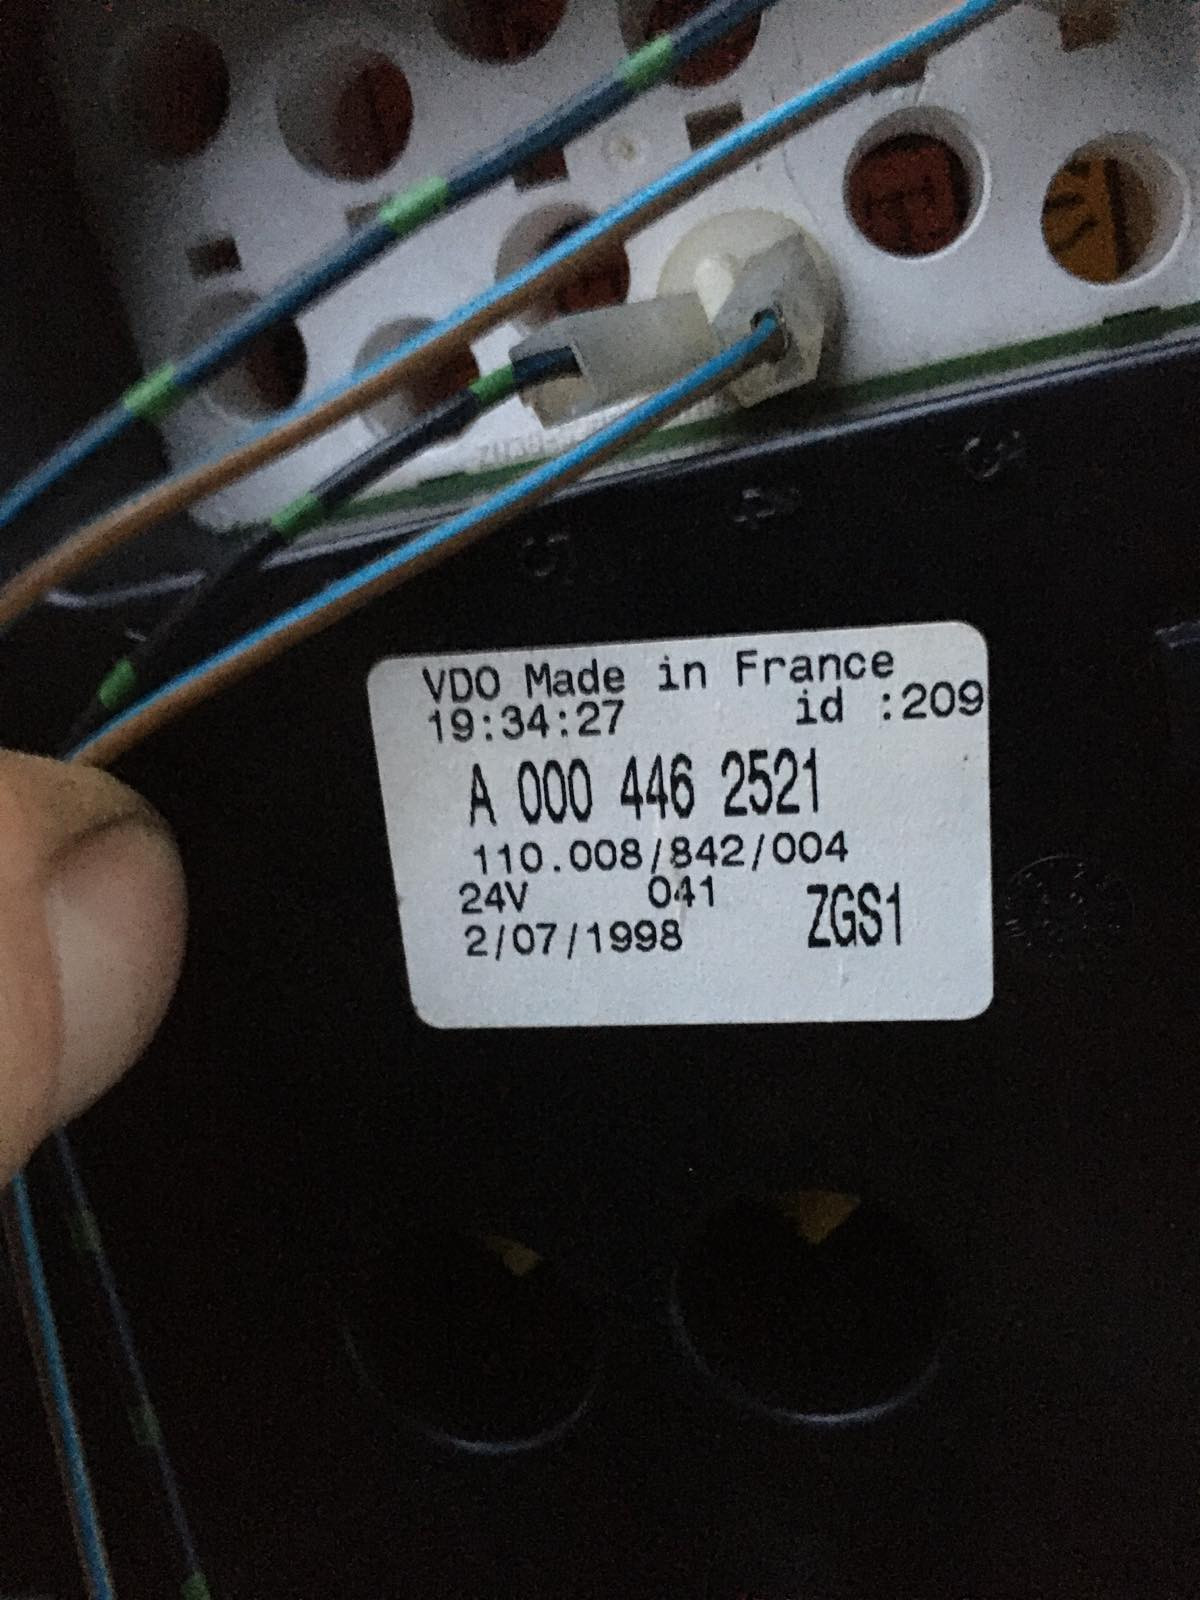 VDO Made in France
19:34:27 id :209
A 000 446 2521
110.008/842/004
24V 041
2/07/1998 ZGS1